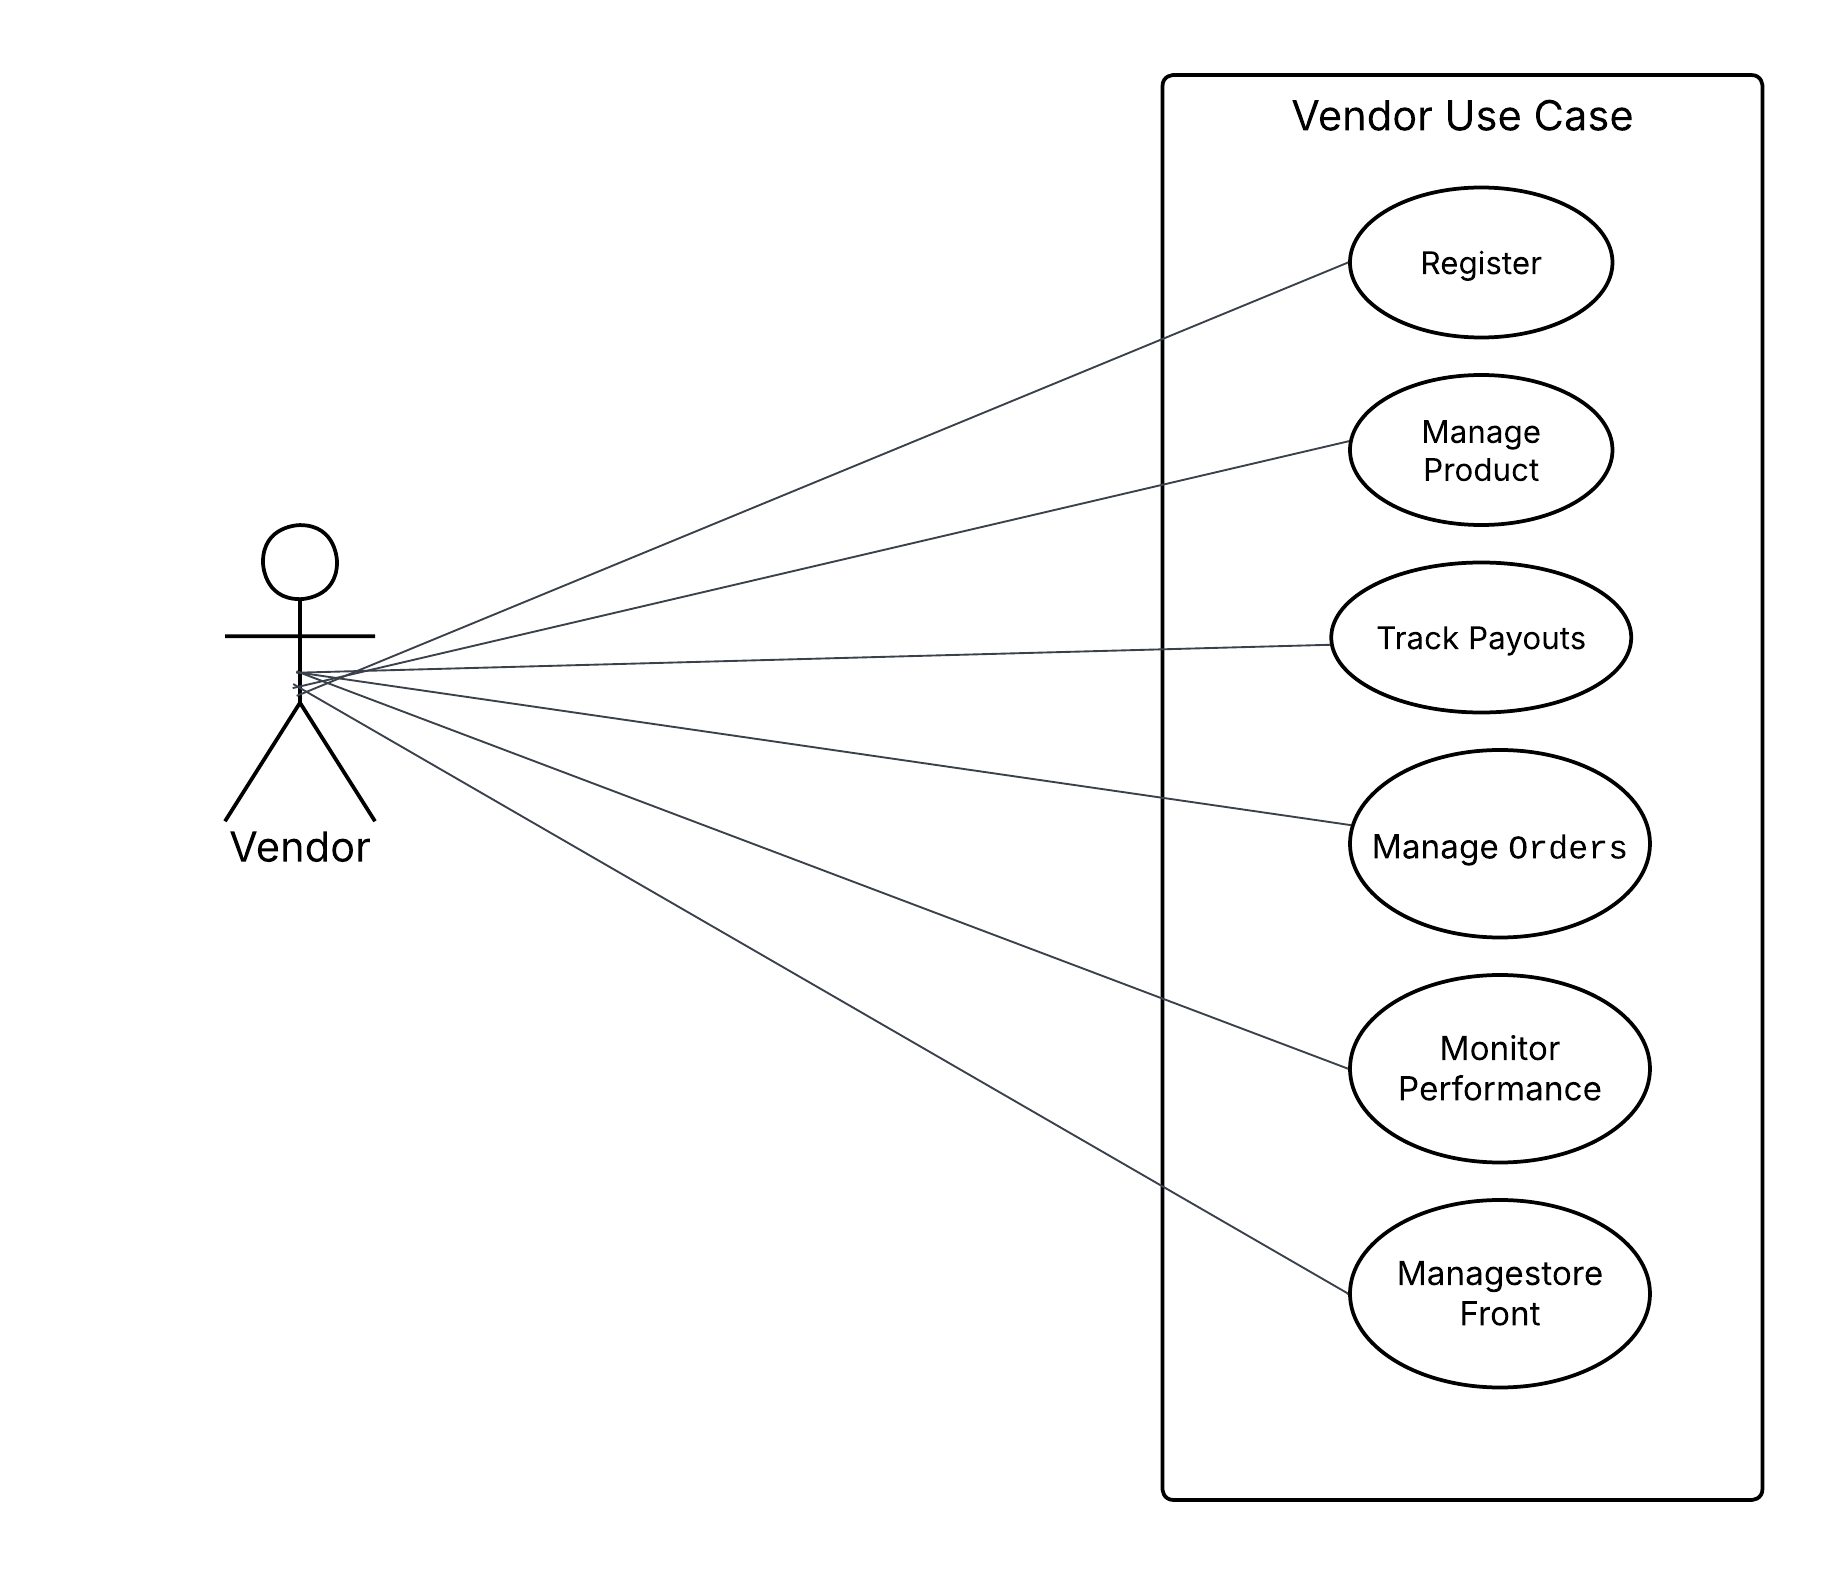 Vendor Use Case
Register
Manage
Product
Track Payouts
Vendor
Manage Orders
Monitor
Performance
Managestore
Front